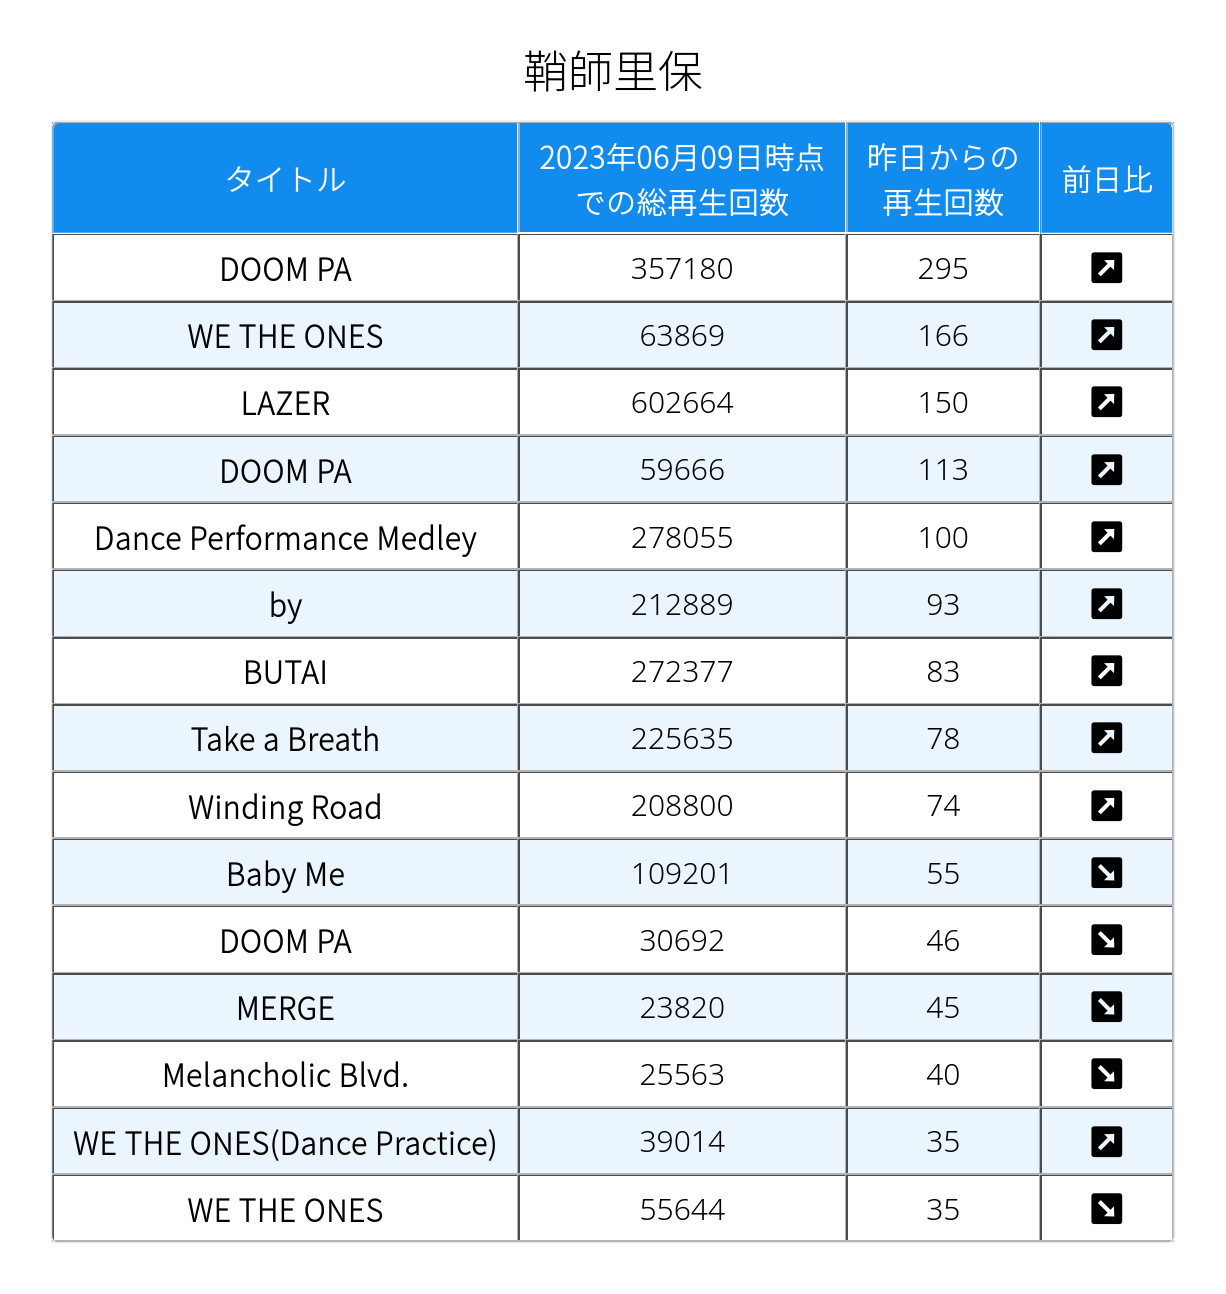 鞘師里保
タイトル
2023年06月09日時点
での総再生回数
昨日からの
再生回数
前日比
DOOM PA 357180 295 ↗
WE THE ONES 63869 166 ↗
LAZER 602664 150 ↗
DOOM PA 59666 113 ↗
Dance Performance Medley 278055 100 ↗
by 212889 93 ↗
BUTAI 272377 83 ↗
Take a Breath 225635 78 ↗
Winding Road 208800 74 ↗
Baby Me 109201 55 ↘
DOOM PA 30692 46 ↘
MERGE 23820 45 ↘
Melancholic Blvd. 25563 40 ↘
WE THE ONES(Dance Practice) 39014 35 ↗
WE THE ONES 55644 35 ↘